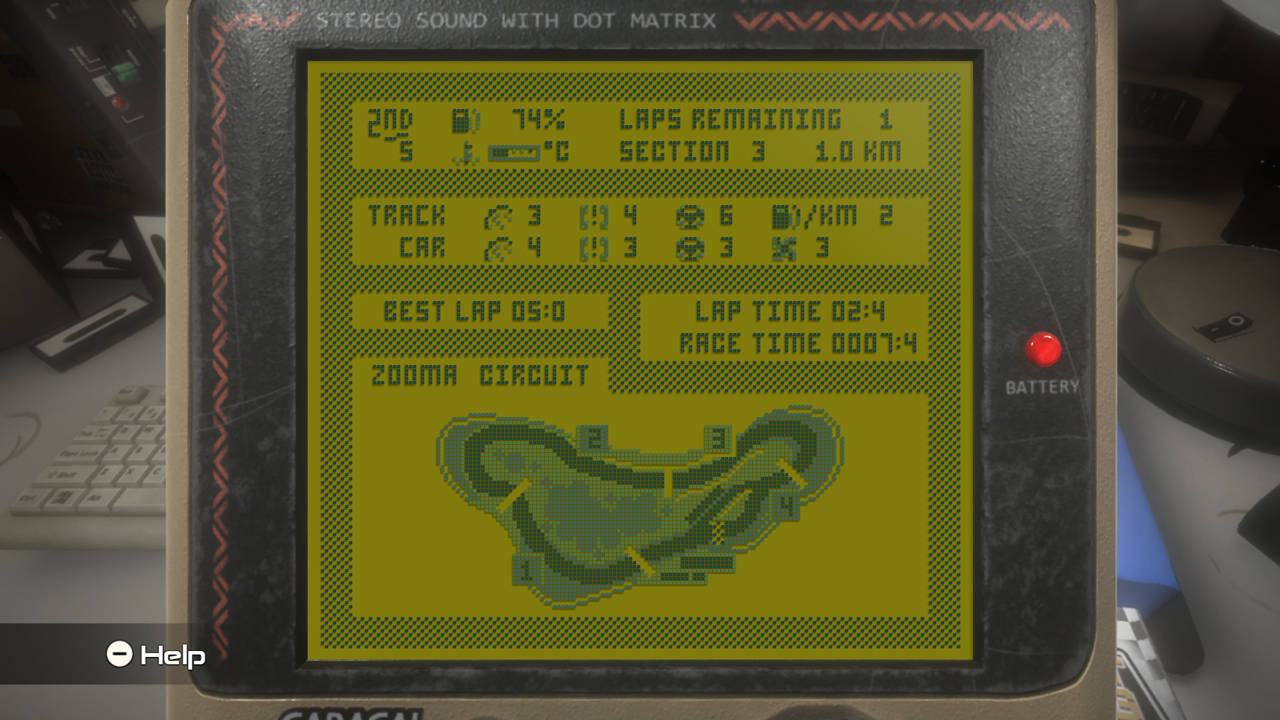 STEREO SOUND WITH DOT MATRIX
2ND 74% LAPS REMAINING 1
5 °C SECTION 3 1.0 KM
TRACK 3 4 6 /KM 2
CAR 4 3 3 3
BEST LAP 05:0 LAP TIME 02:4
RACE TIME 0007:4
ZOOMA CIRCUIT
BATTERY
2 3
4
1
Help